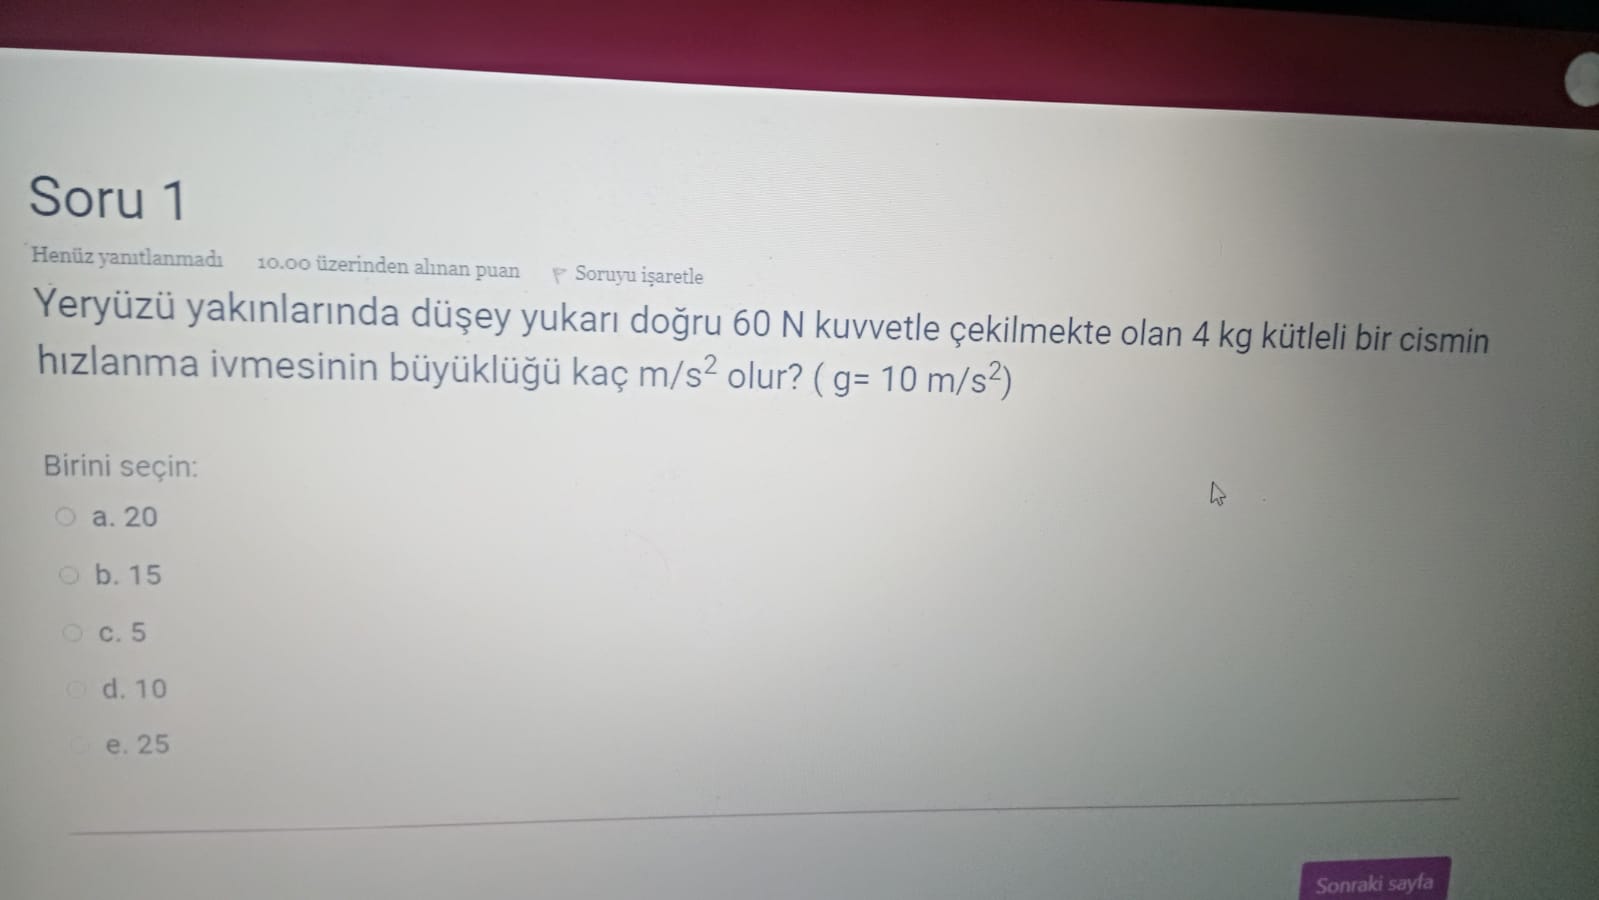 Soru 1
Henüz yanıtlanmadı 10.00 üzerinden alınan puan Soruyu işaretle
Yeryüzü yakınlarında düşey yukarı doğru 60 N kuvvetle çekilmekte olan 4 kg kütleli bir cismin
hızlanma ivmesinin büyüklüğü kaç m/s² olur? ( g= 10 m/s²)
Birini seçin:
a. 20
b. 15
c. 5
d. 10
e. 25
Sonraki sayfa